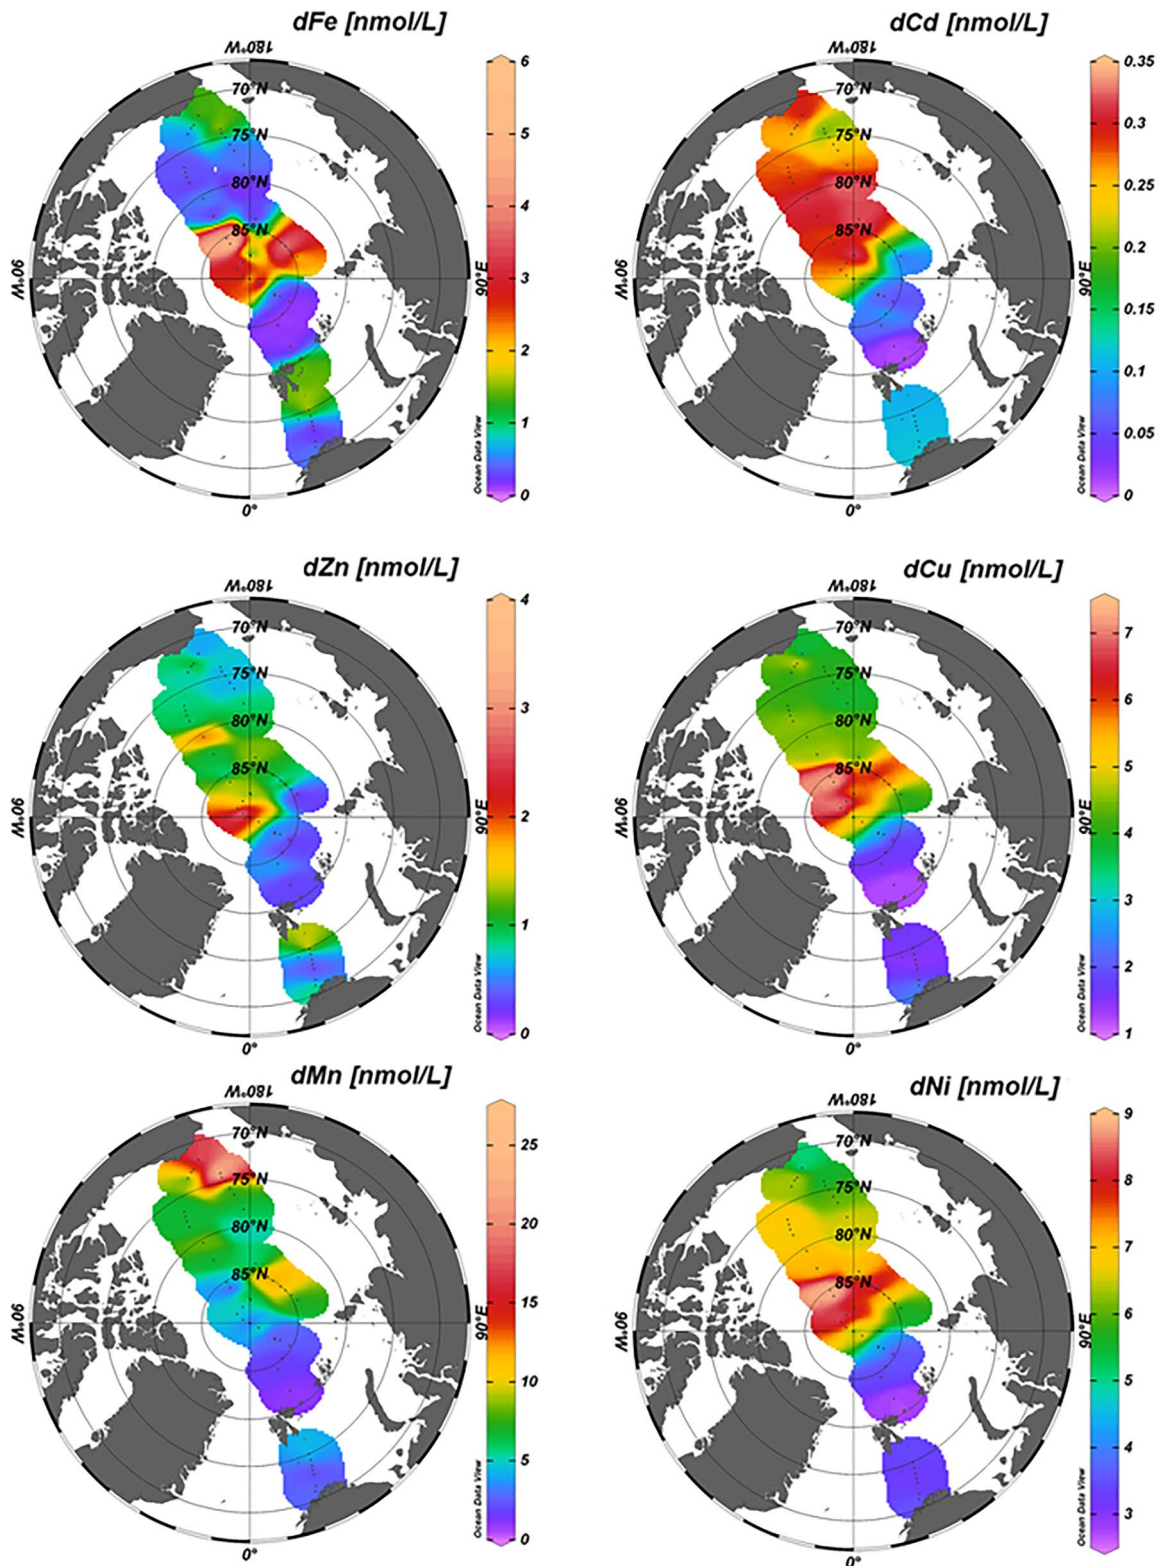 dFe [nmol/L]
180°W
70°N
75°N
80°N
85°N
90°W
90°E
0°
6
5
4
3
2
1
0
Ocean Data View
dCd [nmol/L]
180°W
70°N
75°N
80°N
85°N
90°W
90°E
0°
0.35
0.3
0.25
0.2
0.15
0.1
0.05
0
Ocean Data View
dZn [nmol/L]
180°W
70°N
75°N
80°N
85°N
90°W
90°E
0°
4
3
2
1
0
Ocean Data View
dCu [nmol/L]
180°W
70°N
75°N
80°N
85°N
90°W
90°E
0°
7
6
5
4
3
2
1
Ocean Data View
dMn [nmol/L]
180°W
70°N
75°N
80°N
85°N
90°W
90°E
0°
25
20
15
10
5
0
Ocean Data View
dNi [nmol/L]
180°W
70°N
75°N
80°N
85°N
90°W
90°E
0°
9
8
7
6
5
4
3
Ocean Data View